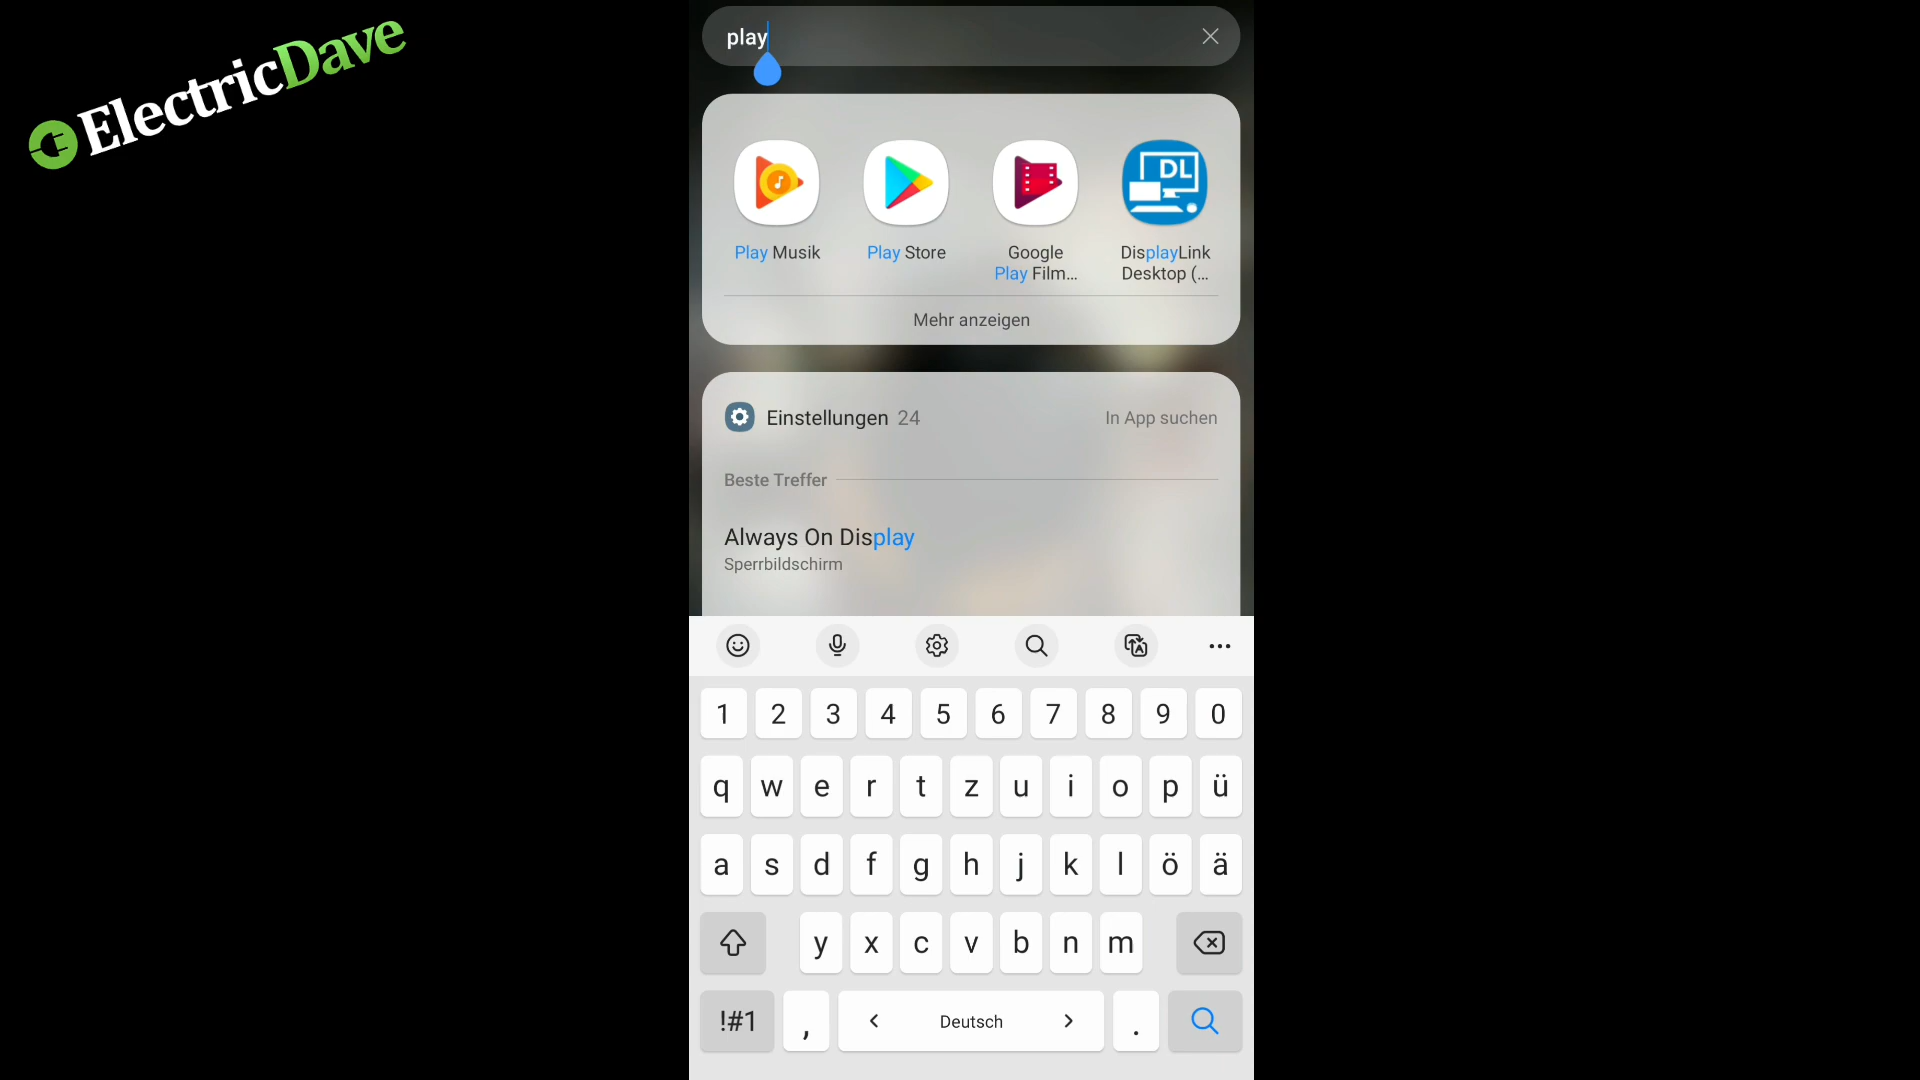 ElectricDave
play
DL
Play Musik
Play Store
Google
Play Film...
DisplayLink
Desktop (...
Mehr anzeigen
Einstellungen 24
In App suchen
Beste Treffer
Always On Display
Sperrbildschirm
1 2 3 4 5 6 7 8 9 0
q w e r t z u i o p ü
a s d f g h j k l ö ä
y x c v b n m
!#1 , < Deutsch > .